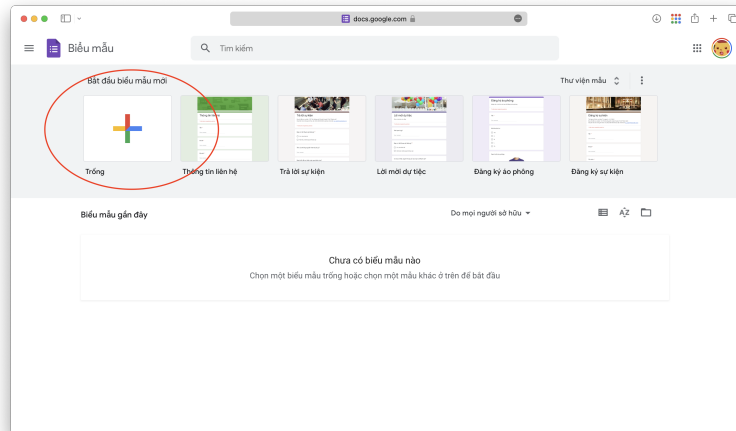 docs.google.com
Biểu mẫu
Tìm kiếm
Bắt đầu biểu mẫu mới
Thư viện mẫu
Trống
Thông tin liên hệ
Trả lời sự kiện
Lời mời dự tiệc
Đăng ký áo phông
Đăng ký sự kiện
Biểu mẫu gần đây
Do mọi người sở hữu
AZ
Chưa có biểu mẫu nào
Chọn một biểu mẫu trống hoặc chọn một mẫu khác ở trên để bắt đầu